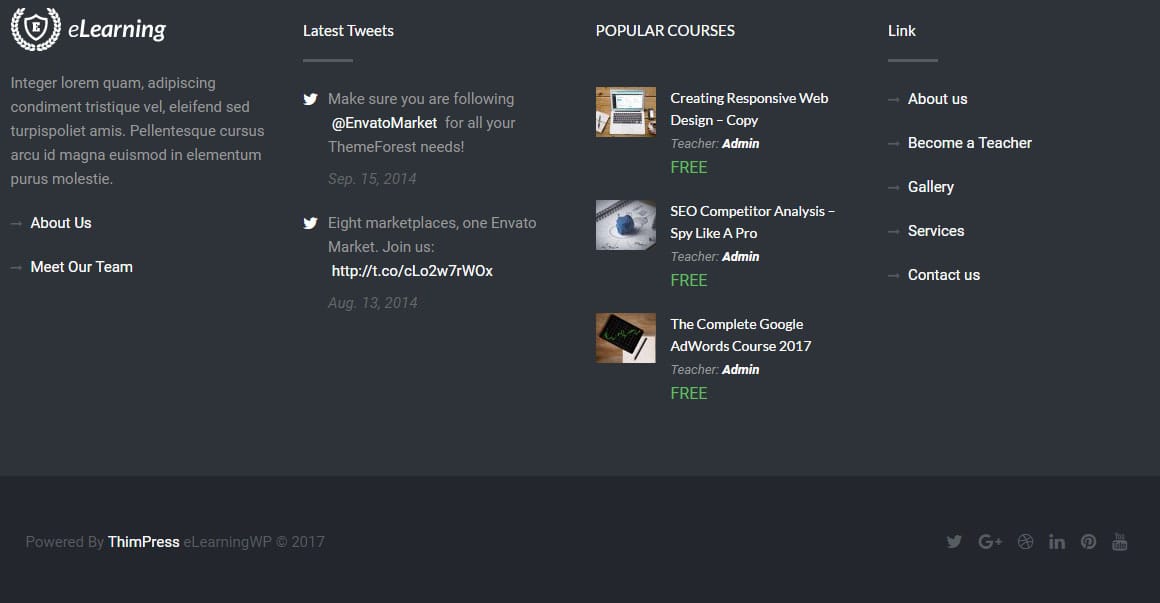 E
eLearning
Integer lorem quam, adipiscing
condiment tristique vel, eleifend sed
turpispoliet amis. Pellentesque cursus
arcu id magna euismod in elementum
purus molestie.
→ About Us
→ Meet Our Team
Latest Tweets
Make sure you are following
@EnvatoMarket for all your
ThemeForest needs!
Sep. 15, 2014
Eight marketplaces, one Envato
Market. Join us:
http://t.co/cLo2w7rWOx
Aug. 13, 2014
POPULAR COURSES
Creating Responsive Web
Design – Copy
Teacher: Admin
FREE
SEO Competitor Analysis –
Spy Like A Pro
Teacher: Admin
FREE
The Complete Google
AdWords Course 2017
Teacher: Admin
FREE
Link
→ About us
→ Become a Teacher
→ Gallery
→ Services
→ Contact us
Powered By ThimPress eLearningWP © 2017
G+ in You Tube